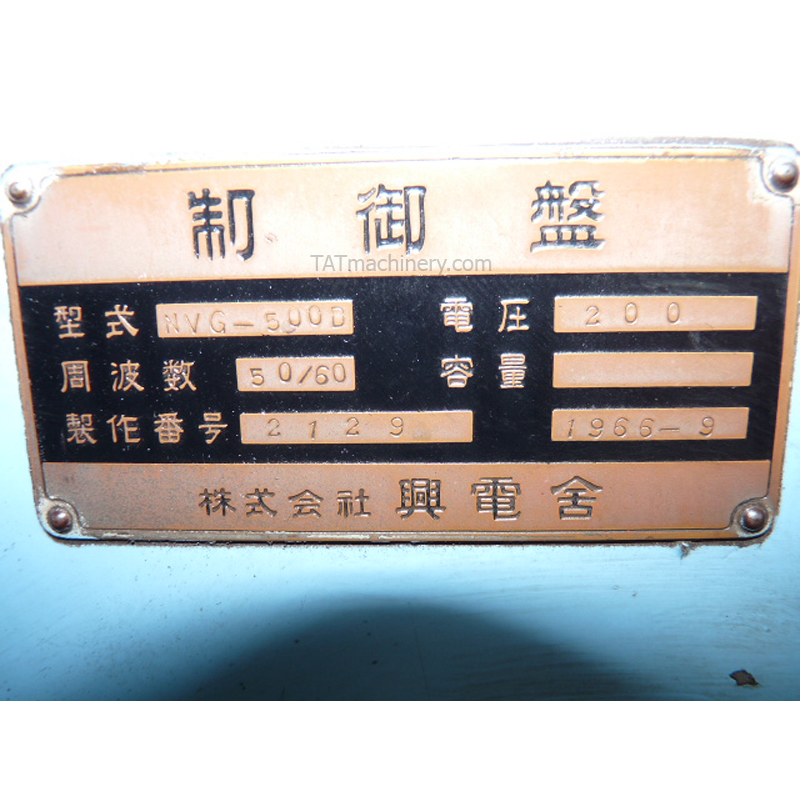 制御盤
TATmachinery.com
型式 NVG-500B 電圧 200
周波数 50/60 容量
製作番号 2129 1966-9
株式会社 興電舎